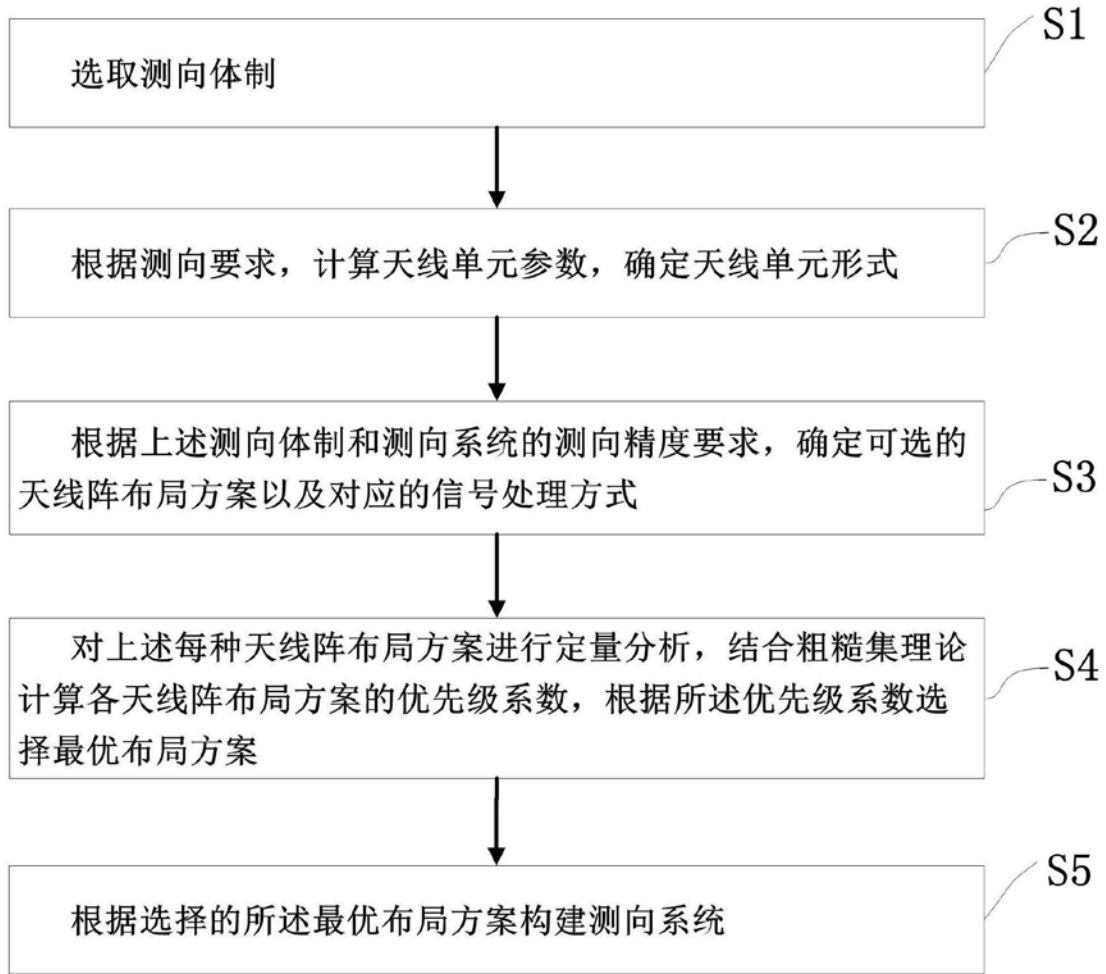 S1
选取测向体制
S2
根据测向要求，计算天线单元参数，确定天线单元形式
根据上述测向体制和测向系统的测向精度要求，确定可选的
天线阵布局方案以及对应的信号处理方式
S3
对上述每种天线阵布局方案进行定量分析，结合粗糙集理论
计算各天线阵布局方案的优先级系数，根据所述优先级系数选
择最优布局方案
S4
S5
根据选择的所述最优布局方案构建测向系统